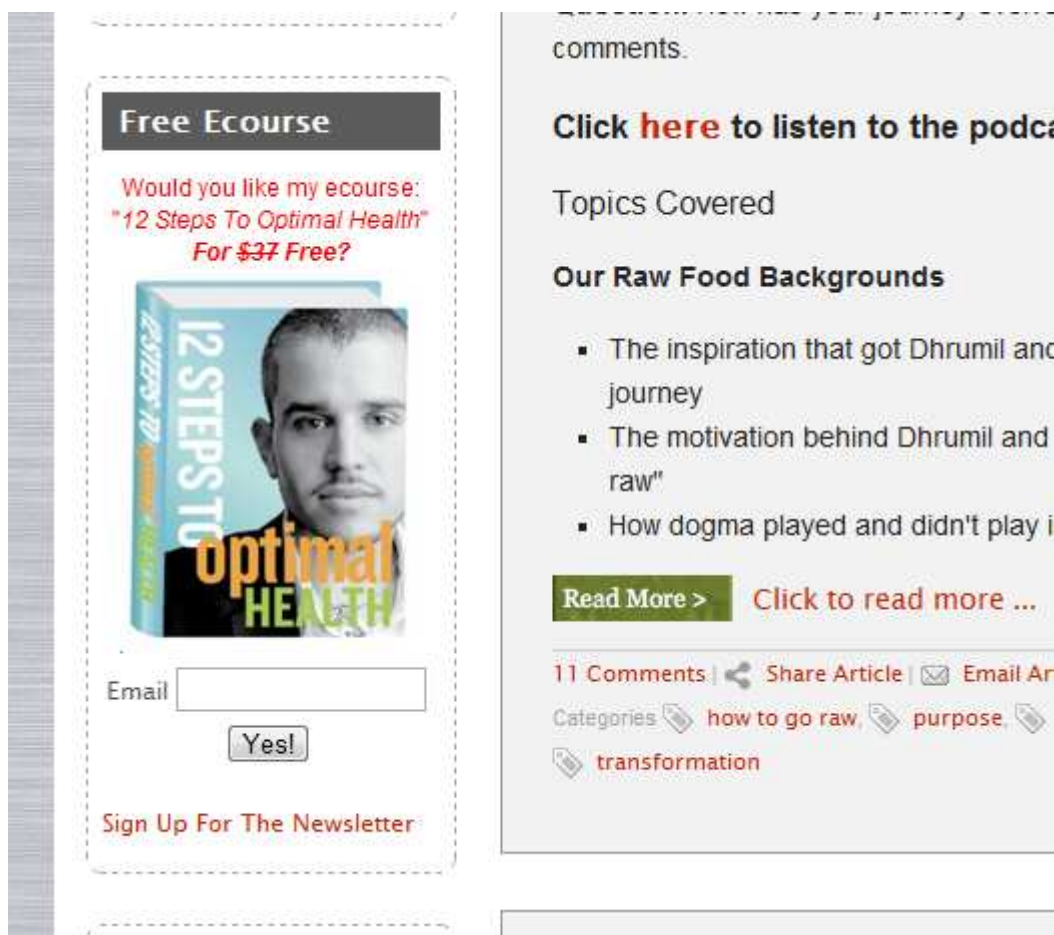 Free Ecourse
Would you like my ecourse:
"12 Steps To Optimal Health"
For $37 Free?
12 STEPS TO
12 STEPS TO
optimal
HEALTH
Email
Yes!
Sign Up For The Newsletter
comments.
Click here to listen to the podca
Topics Covered
Our Raw Food Backgrounds
The inspiration that got Dhrumil and
journey
The motivation behind Dhrumil and
raw"
How dogma played and didn't play i
Read More > Click to read more ...
11 Comments | Share Article | Email Ar
Categories how to go raw, purpose,
transformation